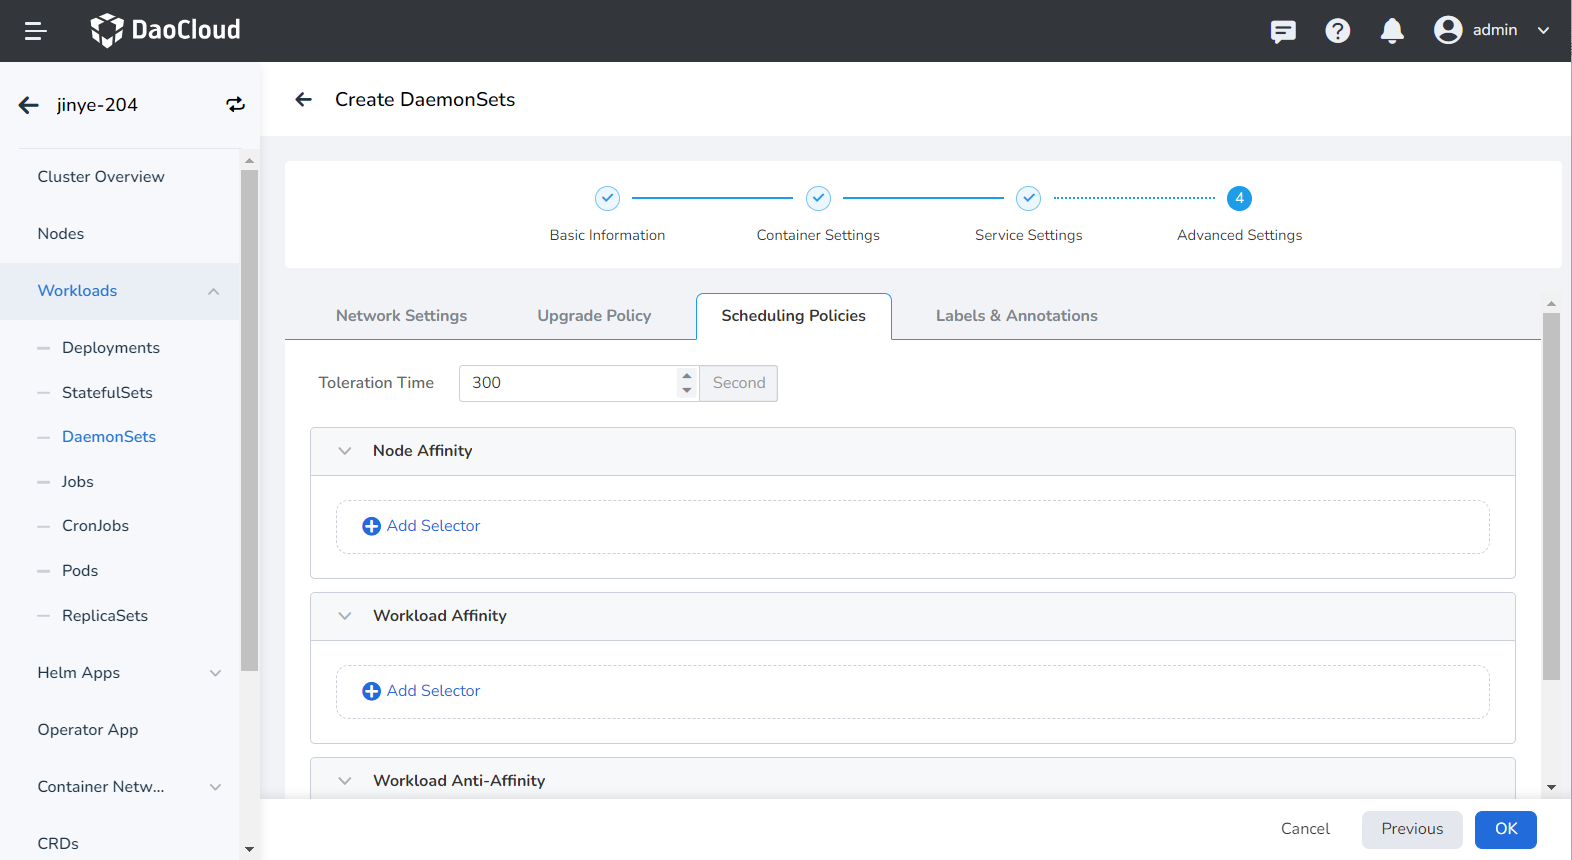 DaoCloud
admin
jinye-204
Cluster Overview
Nodes
Workloads
Deployments
StatefulSets
DaemonSets
Jobs
CronJobs
Pods
ReplicaSets
Helm Apps
Operator App
Container Netw...
CRDs
Create DaemonSets
4
Basic Information
Container Settings
Service Settings
Advanced Settings
Network Settings
Upgrade Policy
Scheduling Policies
Labels & Annotations
Toleration Time
300
Second
Node Affinity
Add Selector
Workload Affinity
Add Selector
Workload Anti-Affinity
Cancel
Previous
OK